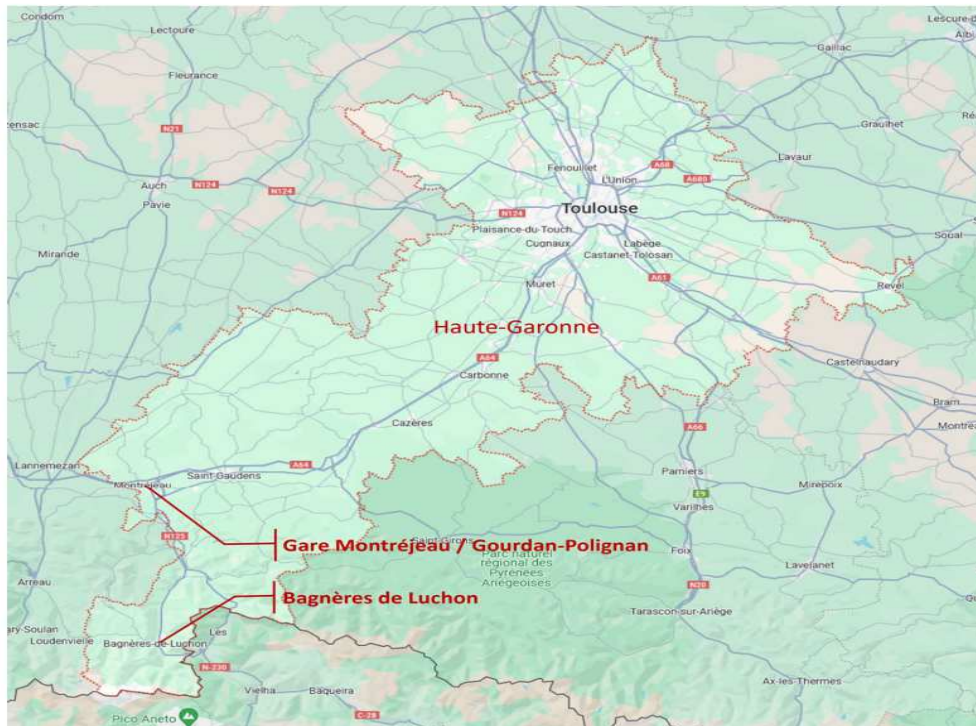 Condom
Lectoure
Lescure-d'
Albi
Gaillac
Fleurance
zensac
N21
Graulhet
Lavaur
A68
Fenouillet
L'Union
A680
Auch
N124
N124
Pavie
Toulouse
N124
Plaisance-du-Touch
Cugnaux
Labège
Castanet-Tolosan
Soual
Mirande
A61
Muret
Revel
Haute-Garonne
A64
Castelnaudary
Carbonne
Bram
Cazères
A66
Montréal
Lannemezan
Saint-Gaudens
A64
Pamiers
Montréjeau
Mirepoix
E9
Varilhes
N125
Saint-Girons
Gare Montréjeau / Gourdan-Polignan
Foix
Parc naturel
régional des
Pyrénées
Ariégeoises
Lavelanet
Arreau
N20
Bagnères de Luchon
Tarascon-sur-Ariège
ary-Soulan
Loudenvielle
Les
Bagnères-de-Luchon
N-230
Vielha
Baqueira
Ax-les-Thermes
C-28
Pico Aneto